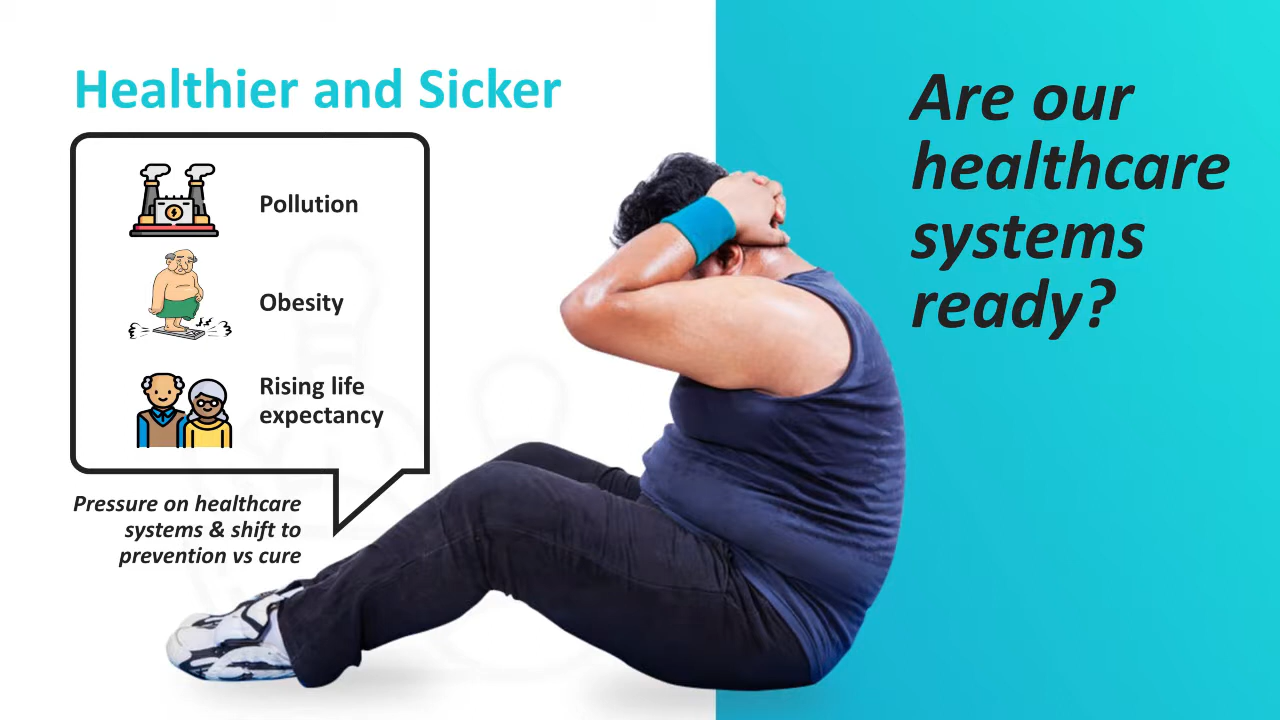 Healthier and Sicker
Pollution
Obesity
Rising life
expectancy
Pressure on healthcare
systems & shift to
prevention vs cure
Are our
healthcare
systems
ready?